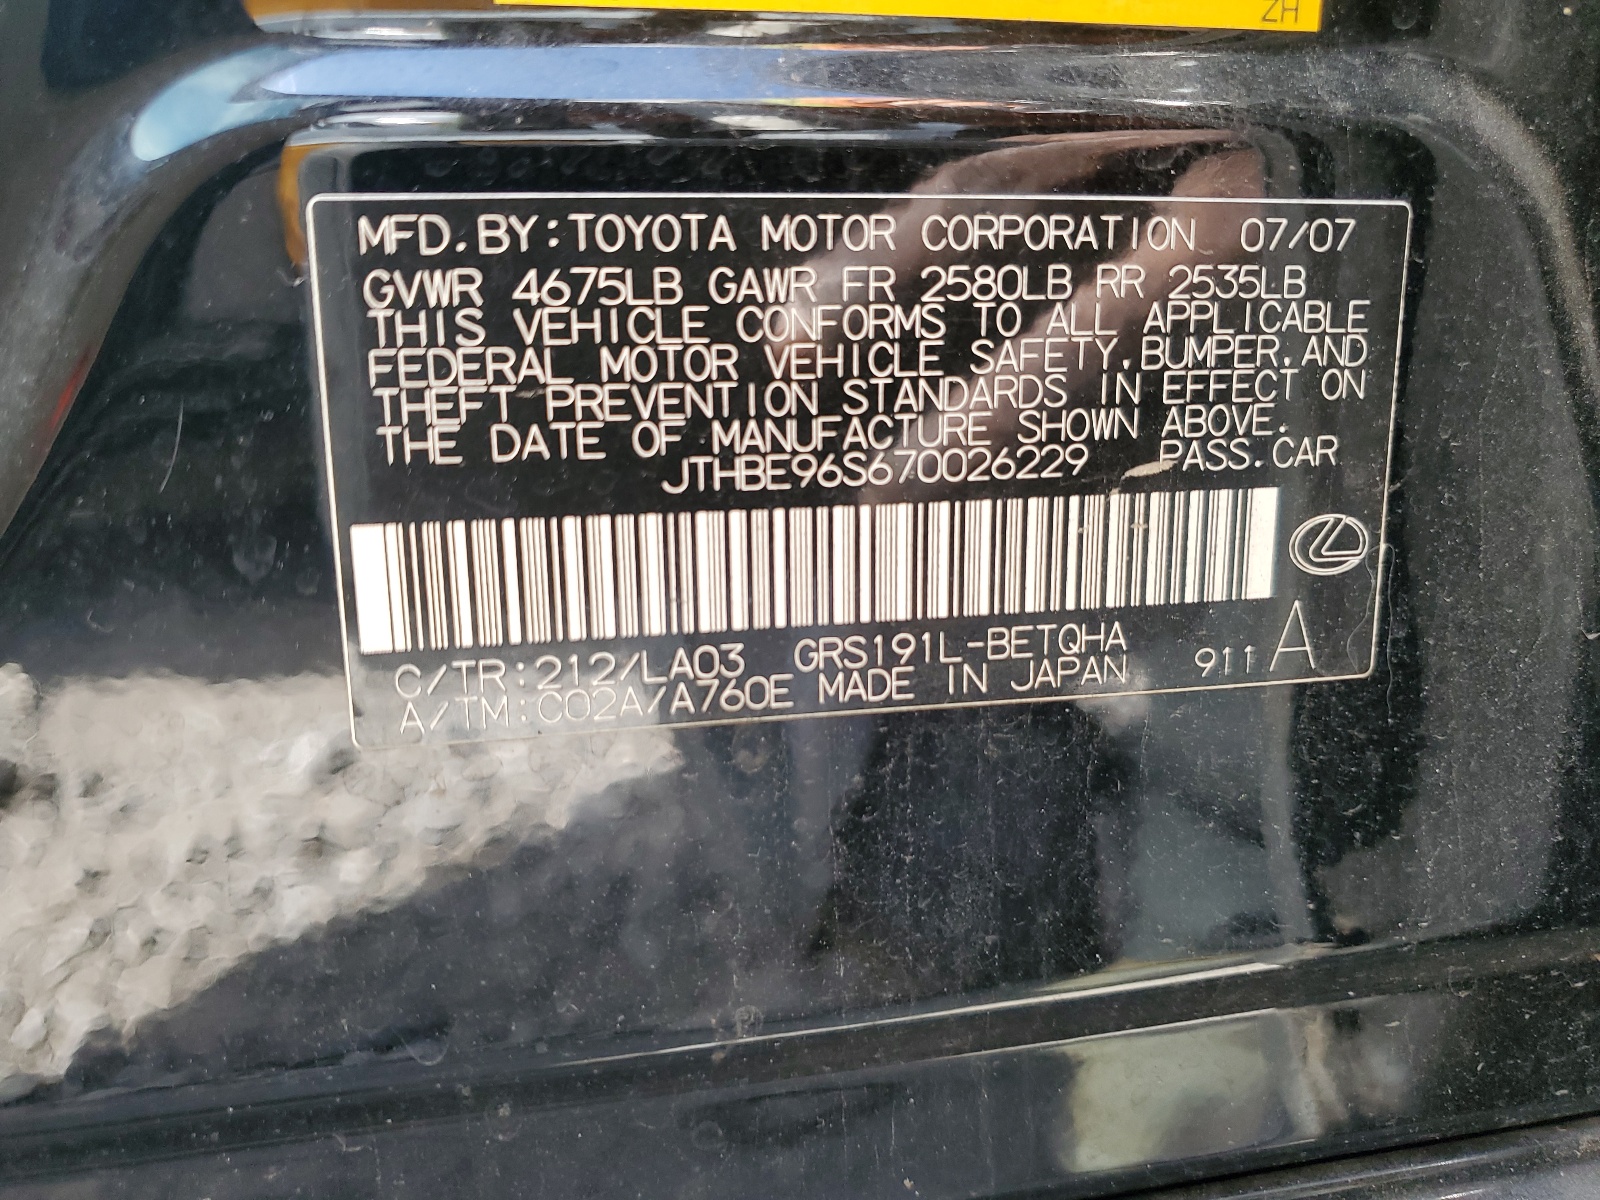 ZH
MFD. BY: TOYOTA MOTOR CORPORATION 07/07
GVWR 4675LB GAWR FR 2580LB RR 2535LB
THIS VEHICLE CONFORMS TO ALL APPLICABLE
FEDERAL MOTOR VEHICLE SAFETY, BUMPER, AND
THEFT PREVENTION STANDARDS IN EFFECT ON
THE DATE OF MANUFACTURE SHOWN ABOVE.
JTHBE96S670026229 PASS. CAR
C/TR: 212/LA03 GRS191L-BETQHA 911 A
A/TM: C02A/A760E MADE IN JAPAN